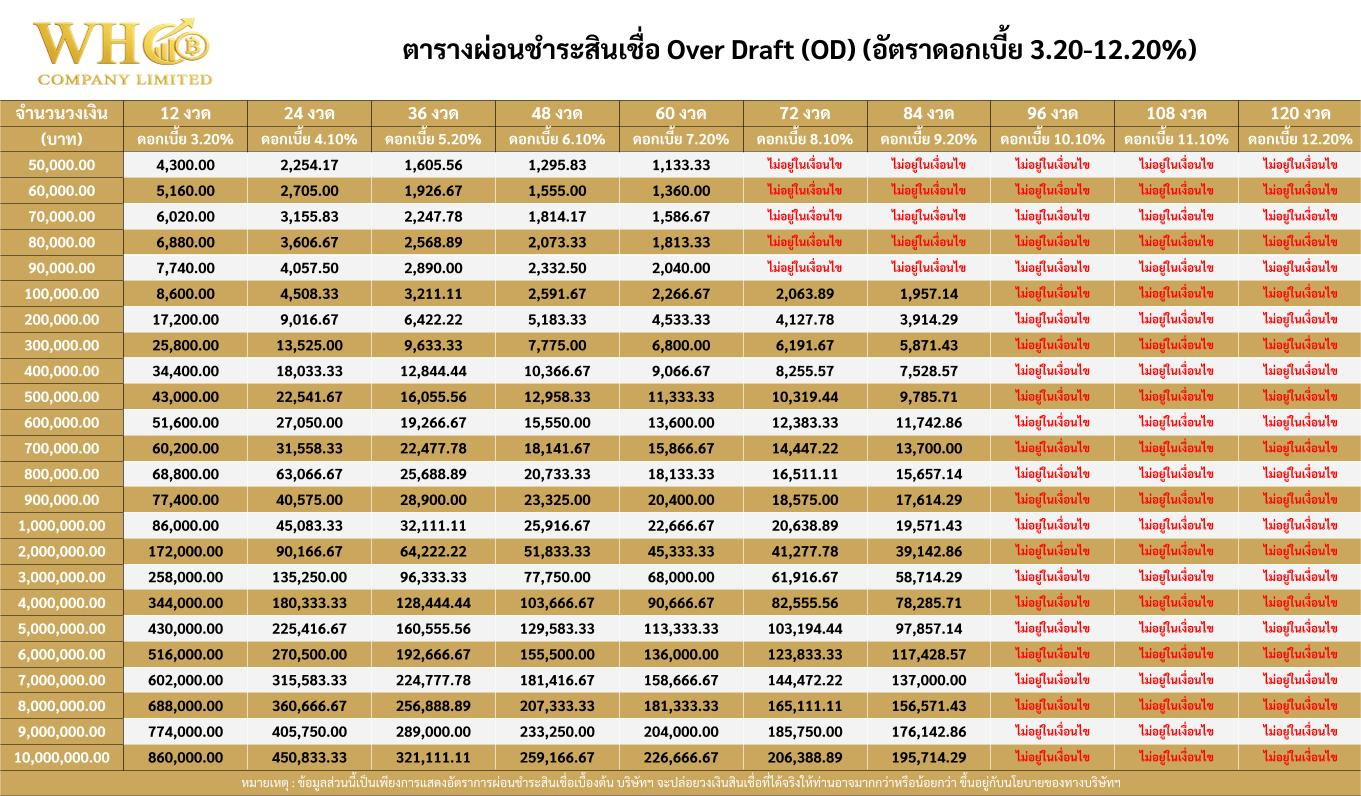 WHO
COMPANY LIMITED
ตารางผ่อนชำระสินเชื่อ Over Draft (OD) (อัตราดอกเบี้ย 3.20-12.20%)
จำนวนวงเงิน 12 งวด 24 งวด 36 งวด 48 งวด 60 งวด 72 งวด 84 งวด 96 งวด 108 งวด 120 งวด
(บาท) ดอกเบี้ย 3.20% ดอกเบี้ย 4.10% ดอกเบี้ย 5.20% ดอกเบี้ย 6.10% ดอกเบี้ย 7.20% ดอกเบี้ย 8.10% ดอกเบี้ย 9.20% ดอกเบี้ย 10.10% ดอกเบี้ย 11.10% ดอกเบี้ย 12.20%
50,000.00 4,300.00 2,254.17 1,605.56 1,295.83 1,133.33 ไม่อยู่ในเงื่อนไข ไม่อยู่ในเงื่อนไข ไม่อยู่ในเงื่อนไข ไม่อยู่ในเงื่อนไข ไม่อยู่ในเงื่อนไข
60,000.00 5,160.00 2,705.00 1,926.67 1,555.00 1,360.00 ไม่อยู่ในเงื่อนไข ไม่อยู่ในเงื่อนไข ไม่อยู่ในเงื่อนไข ไม่อยู่ในเงื่อนไข ไม่อยู่ในเงื่อนไข
70,000.00 6,020.00 3,155.83 2,247.78 1,814.17 1,586.67 ไม่อยู่ในเงื่อนไข ไม่อยู่ในเงื่อนไข ไม่อยู่ในเงื่อนไข ไม่อยู่ในเงื่อนไข ไม่อยู่ในเงื่อนไข
80,000.00 6,880.00 3,606.67 2,568.89 2,073.33 1,813.33 ไม่อยู่ในเงื่อนไข ไม่อยู่ในเงื่อนไข ไม่อยู่ในเงื่อนไข ไม่อยู่ในเงื่อนไข ไม่อยู่ในเงื่อนไข
90,000.00 7,740.00 4,057.50 2,890.00 2,332.50 2,040.00 ไม่อยู่ในเงื่อนไข ไม่อยู่ในเงื่อนไข ไม่อยู่ในเงื่อนไข ไม่อยู่ในเงื่อนไข ไม่อยู่ในเงื่อนไข
100,000.00 8,600.00 4,508.33 3,211.11 2,591.67 2,266.67 2,063.89 1,957.14 ไม่อยู่ในเงื่อนไข ไม่อยู่ในเงื่อนไข ไม่อยู่ในเงื่อนไข
200,000.00 17,200.00 9,016.67 6,422.22 5,183.33 4,533.33 4,127.78 3,914.29 ไม่อยู่ในเงื่อนไข ไม่อยู่ในเงื่อนไข ไม่อยู่ในเงื่อนไข
300,000.00 25,800.00 13,525.00 9,633.33 7,775.00 6,800.00 6,191.67 5,871.43 ไม่อยู่ในเงื่อนไข ไม่อยู่ในเงื่อนไข ไม่อยู่ในเงื่อนไข
400,000.00 34,400.00 18,033.33 12,844.44 10,366.67 9,066.67 8,255.57 7,528.57 ไม่อยู่ในเงื่อนไข ไม่อยู่ในเงื่อนไข ไม่อยู่ในเงื่อนไข
500,000.00 43,000.00 22,541.67 16,055.56 12,958.33 11,333.33 10,319.44 9,785.71 ไม่อยู่ในเงื่อนไข ไม่อยู่ในเงื่อนไข ไม่อยู่ในเงื่อนไข
600,000.00 51,600.00 27,050.00 19,266.67 15,550.00 13,600.00 12,383.33 11,742.86 ไม่อยู่ในเงื่อนไข ไม่อยู่ในเงื่อนไข ไม่อยู่ในเงื่อนไข
700,000.00 60,200.00 31,558.33 22,477.78 18,141.67 15,866.67 14,447.22 13,700.00 ไม่อยู่ในเงื่อนไข ไม่อยู่ในเงื่อนไข ไม่อยู่ในเงื่อนไข
800,000.00 68,800.00 63,066.67 25,688.89 20,733.33 18,133.33 16,511.11 15,657.14 ไม่อยู่ในเงื่อนไข ไม่อยู่ในเงื่อนไข ไม่อยู่ในเงื่อนไข
900,000.00 77,400.00 40,575.00 28,900.00 23,325.00 20,400.00 18,575.00 17,614.29 ไม่อยู่ในเงื่อนไข ไม่อยู่ในเงื่อนไข ไม่อยู่ในเงื่อนไข
1,000,000.00 86,000.00 45,083.33 32,111.11 25,916.67 22,666.67 20,638.89 19,571.43 ไม่อยู่ในเงื่อนไข ไม่อยู่ในเงื่อนไข ไม่อยู่ในเงื่อนไข
2,000,000.00 172,000.00 90,166.67 64,222.22 51,833.33 45,333.33 41,277.78 39,142.86 ไม่อยู่ในเงื่อนไข ไม่อยู่ในเงื่อนไข ไม่อยู่ในเงื่อนไข
3,000,000.00 258,000.00 135,250.00 96,333.33 77,750.00 68,000.00 61,916.67 58,714.29 ไม่อยู่ในเงื่อนไข ไม่อยู่ในเงื่อนไข ไม่อยู่ในเงื่อนไข
4,000,000.00 344,000.00 180,333.33 128,444.44 103,666.67 90,666.67 82,555.56 78,285.71 ไม่อยู่ในเงื่อนไข ไม่อยู่ในเงื่อนไข ไม่อยู่ในเงื่อนไข
5,000,000.00 430,000.00 225,416.67 160,555.56 129,583.33 113,333.33 103,194.44 97,857.14 ไม่อยู่ในเงื่อนไข ไม่อยู่ในเงื่อนไข ไม่อยู่ในเงื่อนไข
6,000,000.00 516,000.00 270,500.00 192,666.67 155,500.00 136,000.00 123,833.33 117,428.57 ไม่อยู่ในเงื่อนไข ไม่อยู่ในเงื่อนไข ไม่อยู่ในเงื่อนไข
7,000,000.00 602,000.00 315,583.33 224,777.78 181,416.67 158,666.67 144,472.22 137,000.00 ไม่อยู่ในเงื่อนไข ไม่อยู่ในเงื่อนไข ไม่อยู่ในเงื่อนไข
8,000,000.00 688,000.00 360,666.67 256,888.89 207,333.33 181,333.33 165,111.11 156,571.43 ไม่อยู่ในเงื่อนไข ไม่อยู่ในเงื่อนไข ไม่อยู่ในเงื่อนไข
9,000,000.00 774,000.00 405,750.00 289,000.00 233,250.00 204,000.00 185,750.00 176,142.86 ไม่อยู่ในเงื่อนไข ไม่อยู่ในเงื่อนไข ไม่อยู่ในเงื่อนไข
10,000,000.00 860,000.00 450,833.33 321,111.11 259,166.67 226,666.67 206,388.89 195,714.29 ไม่อยู่ในเงื่อนไข ไม่อยู่ในเงื่อนไข ไม่อยู่ในเงื่อนไข
หมายเหตุ : ข้อมูลส่วนนี้เป็นเพียงการแสดงอัตราการผ่อนชำระสินเชื่อเบื้องต้น บริษัทฯ จะปล่อยวงเงินสินเชื่อที่ได้จริงให้ท่านอาจมากกว่าหรือน้อยกว่า ขึ้นอยู่กับนโยบายของทางบริษัทฯ